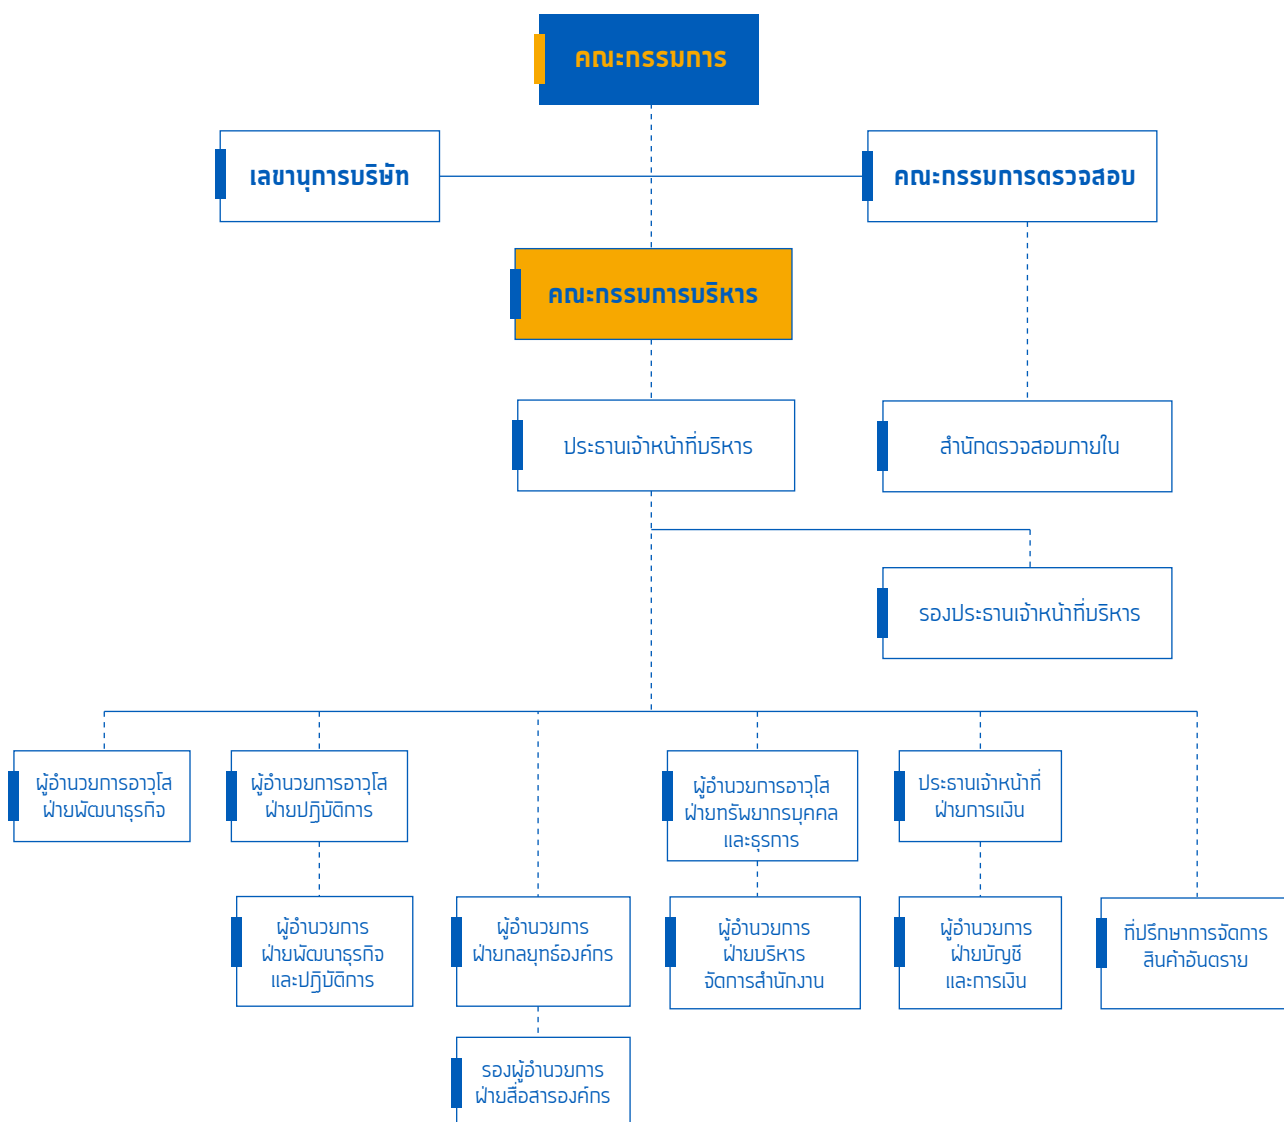 คณะกรรมการ
เลขานุการบริษัท
คณะกรรมการตรวจสอบ
คณะกรรมการบริหาร
ประธานเจ้าหน้าที่บริหาร
สำนักตรวจสอบภายใน
รองประธานเจ้าหน้าที่บริหาร
ผู้อำนวยการอาวุโส
ฝ่ายพัฒนาธุรกิจ
ผู้อำนวยการอาวุโส
ฝ่ายปฏิบัติการ
ผู้อำนวยการอาวุโส
ฝ่ายทรัพยากรบุคคล
และธุรการ
ประธานเจ้าหน้าที่
ฝ่ายการเงิน
ผู้อำนวยการ
ฝ่ายพัฒนาธุรกิจ
และปฏิบัติการ
ผู้อำนวยการ
ฝ่ายกลยุทธ์องค์กร
ผู้อำนวยการ
ฝ่ายบริหาร
จัดการสำนักงาน
ผู้อำนวยการ
ฝ่ายบัญชี
และการเงิน
ที่ปรึกษาการจัดการ
สินค้าอันตราย
รองผู้อำนวยการ
ฝ่ายสื่อสารองค์กร